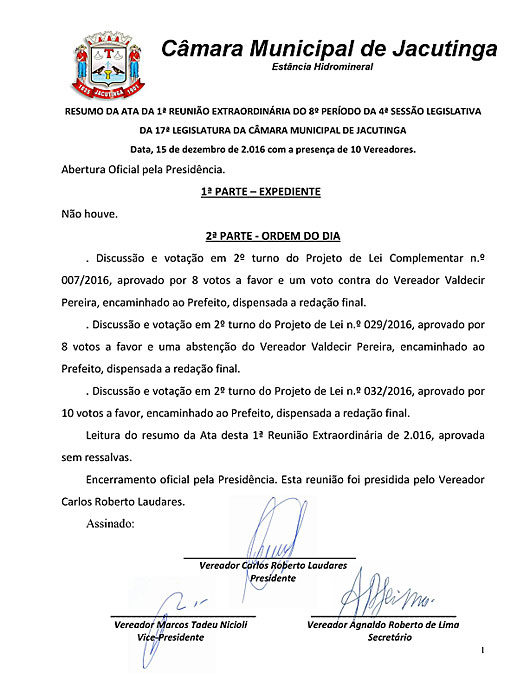 Câmara Municipal de Jacutinga
Estância Hidromineral
1835 JACUTINGA 1901
RESUMO DA ATA DA 1ª REUNIÃO EXTRAORDINÁRIA DO 8º PERÍODO DA 4ª SESSÃO LEGISLATIVA
DA 17ª LEGISLATURA DA CÂMARA MUNICIPAL DE JACUTINGA
Data, 15 de dezembro de 2.016 com a presença de 10 Vereadores.
Abertura Oficial pela Presidência.
1ª PARTE – EXPEDIENTE
Não houve.
2ª PARTE - ORDEM DO DIA
. Discussão e votação em 2º turno do Projeto de Lei Complementar n.º
007/2016, aprovado por 8 votos a favor e um voto contra do Vereador Valdecir
Pereira, encaminhado ao Prefeito, dispensada a redação final.
. Discussão e votação em 2º turno do Projeto de Lei n.º 029/2016, aprovado por
8 votos a favor e uma abstenção do Vereador Valdecir Pereira, encaminhado ao
Prefeito, dispensada a redação final.
. Discussão e votação em 2º turno do Projeto de Lei n.º 032/2016, aprovado por
10 votos a favor, encaminhado ao Prefeito, dispensada a redação final.
Leitura do resumo da Ata desta 1ª Reunião Extraordinária de 2.016, aprovada
sem ressalvas.
Encerramento oficial pela Presidência. Esta reunião foi presidida pelo Vereador
Carlos Roberto Laudares.
Assinado:
Vereador Carlos Roberto Laudares
Presidente
Vereador Marcos Tadeu Nicioli
Vice-Presidente
Vereador Agnaldo Roberto de Lima
Secretário
1